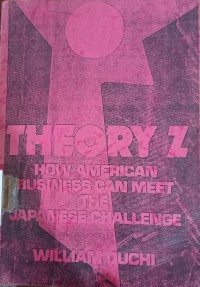 THEORY Z
HOW AMERICAN
BUSINESS CAN MEET
THE
JAPANESE CHALLENGE
WILLIAM OUCHI